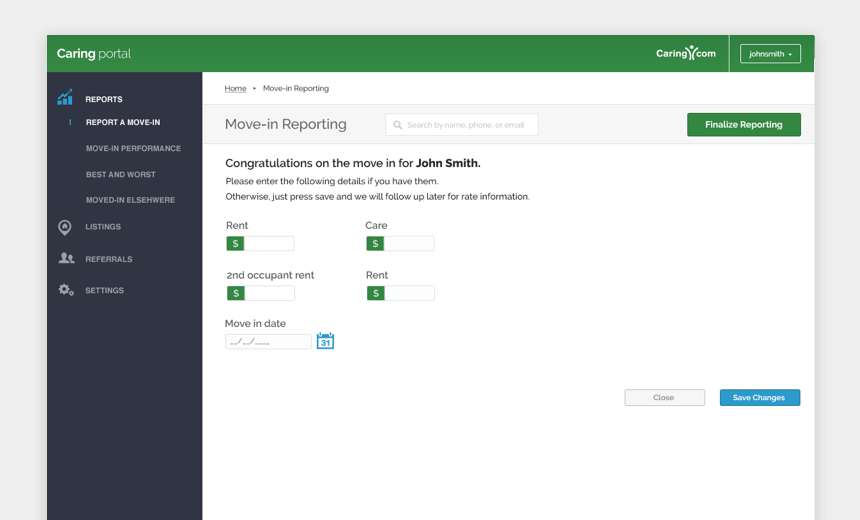 Caring portal
Caring.com
johnsmith
REPORTS
REPORT A MOVE-IN
MOVE-IN PERFORMANCE
BEST AND WORST
MOVED-IN ELSEHWERE
LISTINGS
REFERRALS
SETTINGS
Home Move-in Reporting
Move-in Reporting
Search by name, phone, or email
Finalize Reporting
Congratulations on the move in for John Smith.
Please enter the following details if you have them.
Otherwise, just press save and we will follow up later for rate information.
Rent Care
$ $
2nd occupant rent Rent
$ $
Move in date
__/__/____ 31
Close Save Changes